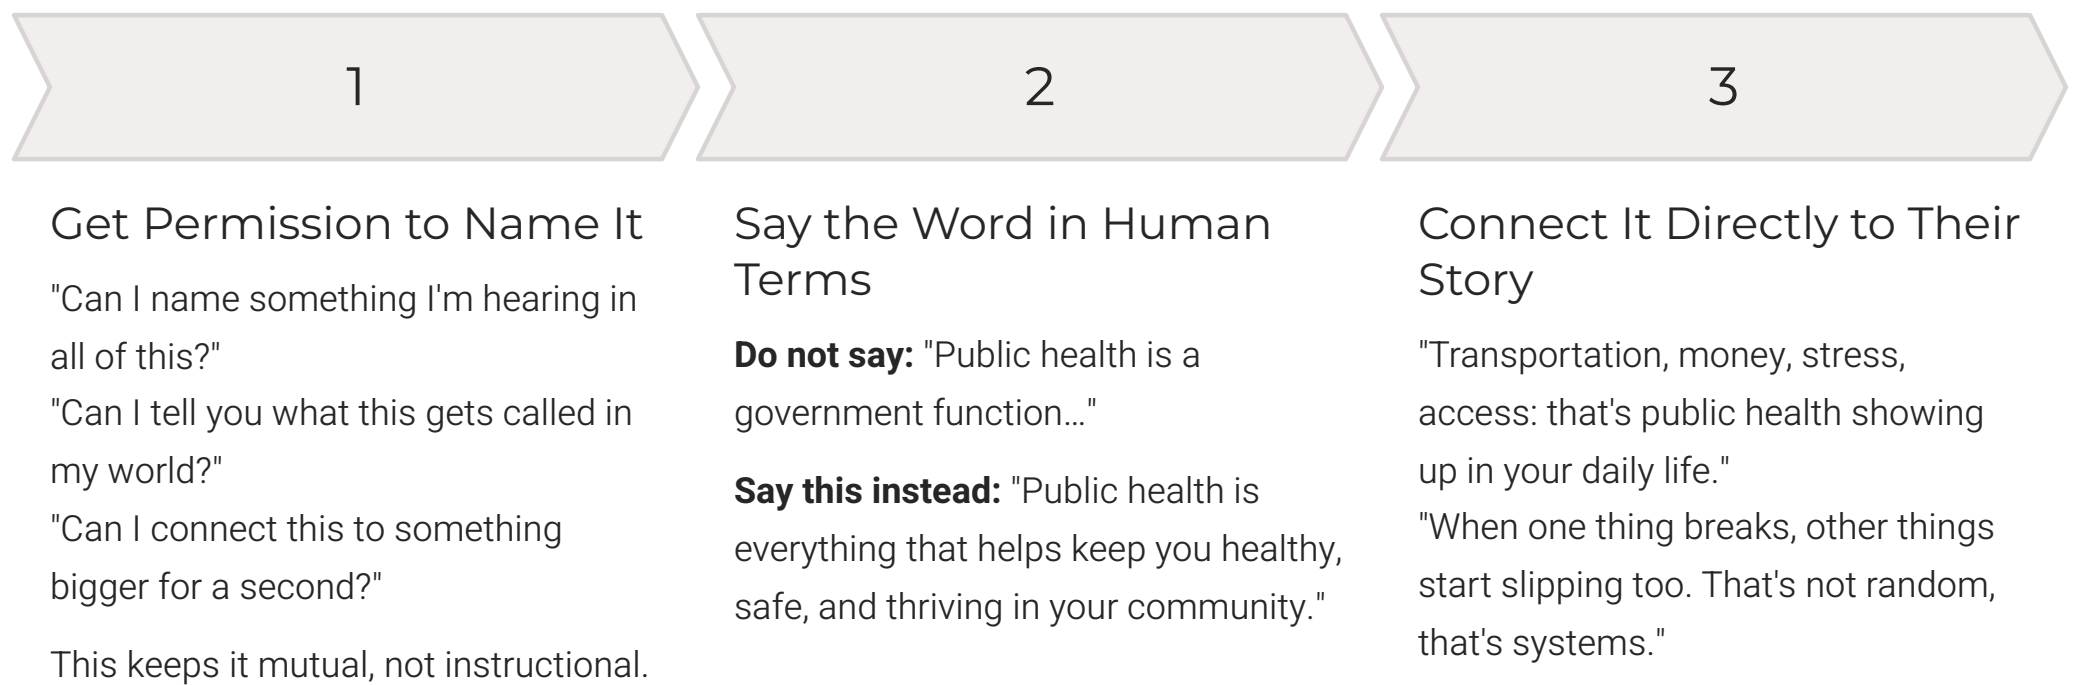 1
Get Permission to Name It
"Can I name something I'm hearing in
all of this?"
"Can I tell you what this gets called in
my world?"
"Can I connect this to something
bigger for a second?"
This keeps it mutual, not instructional.
2
Say the Word in Human
Terms
Do not say: "Public health is a
government function..."
Say this instead: "Public health is
everything that helps keep you healthy,
safe, and thriving in your community."
3
Connect It Directly to Their
Story
"Transportation, money, stress,
access: that's public health showing
up in your daily life."
"When one thing breaks, other things
start slipping too. That's not random,
that's systems."